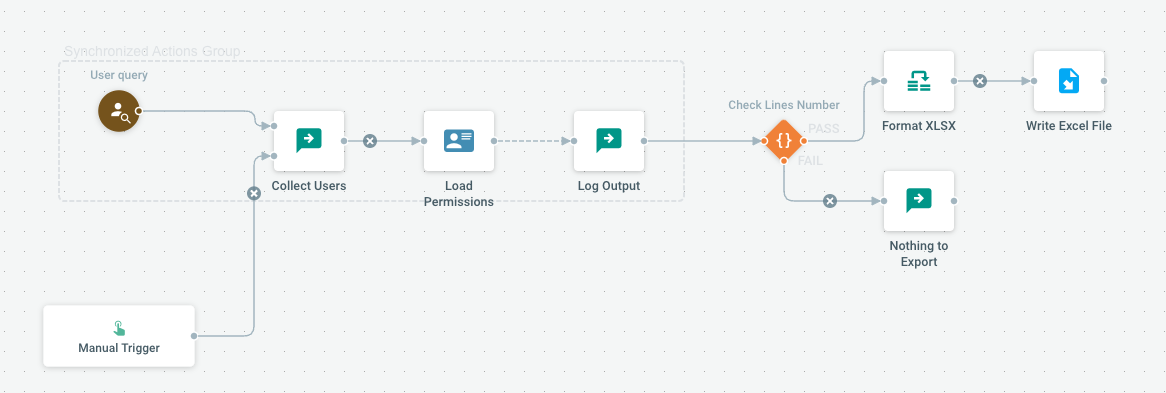 Synchronized Actions Group
User query
Collect Users
Load
Permissions
Log Output
Check Lines Number
{}
PASS
FAIL
Format XLSX
Write Excel File
Nothing to
Export
Manual Trigger